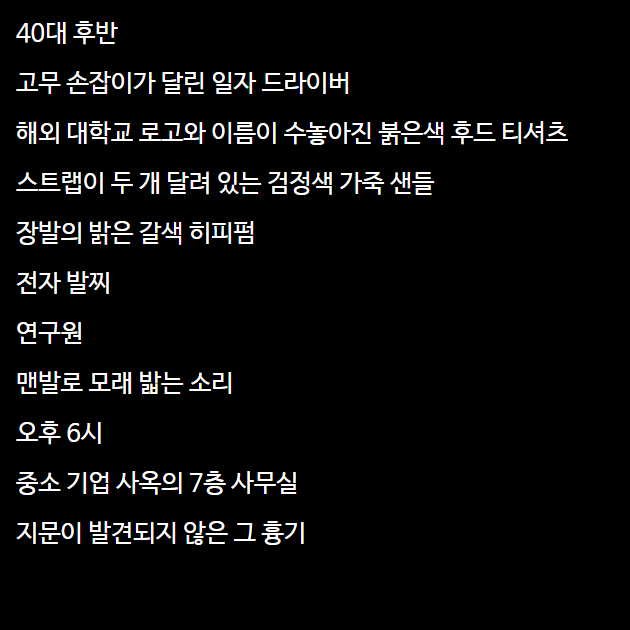 40대 후반
고무 손잡이가 달린 일자 드라이버
해외 대학교 로고와 이름이 수놓아진 붉은색 후드 티셔츠
스트랩이 두 개 달려 있는 검정색 가죽 샌들
장발의 밝은 갈색 히피펌
전자 발찌
연구원
맨발로 모래 밟는 소리
오후 6시
중소 기업 사옥의 7층 사무실
지문이 발견되지 않은 그 흉기